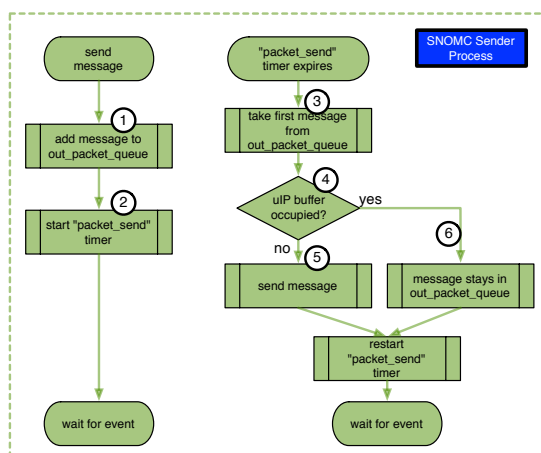 SNOMC Sender
Process
send
message
1
add message to
out_packet_queue
2
start "packet_send"
timer
wait for event
"packet_send"
timer expires
3
take first message
from
out_packet_queue
4
uIP buffer
occupied?
yes
no
5
send message
6
message stays in
out_packet_queue
restart
"packet_send"
timer
wait for event